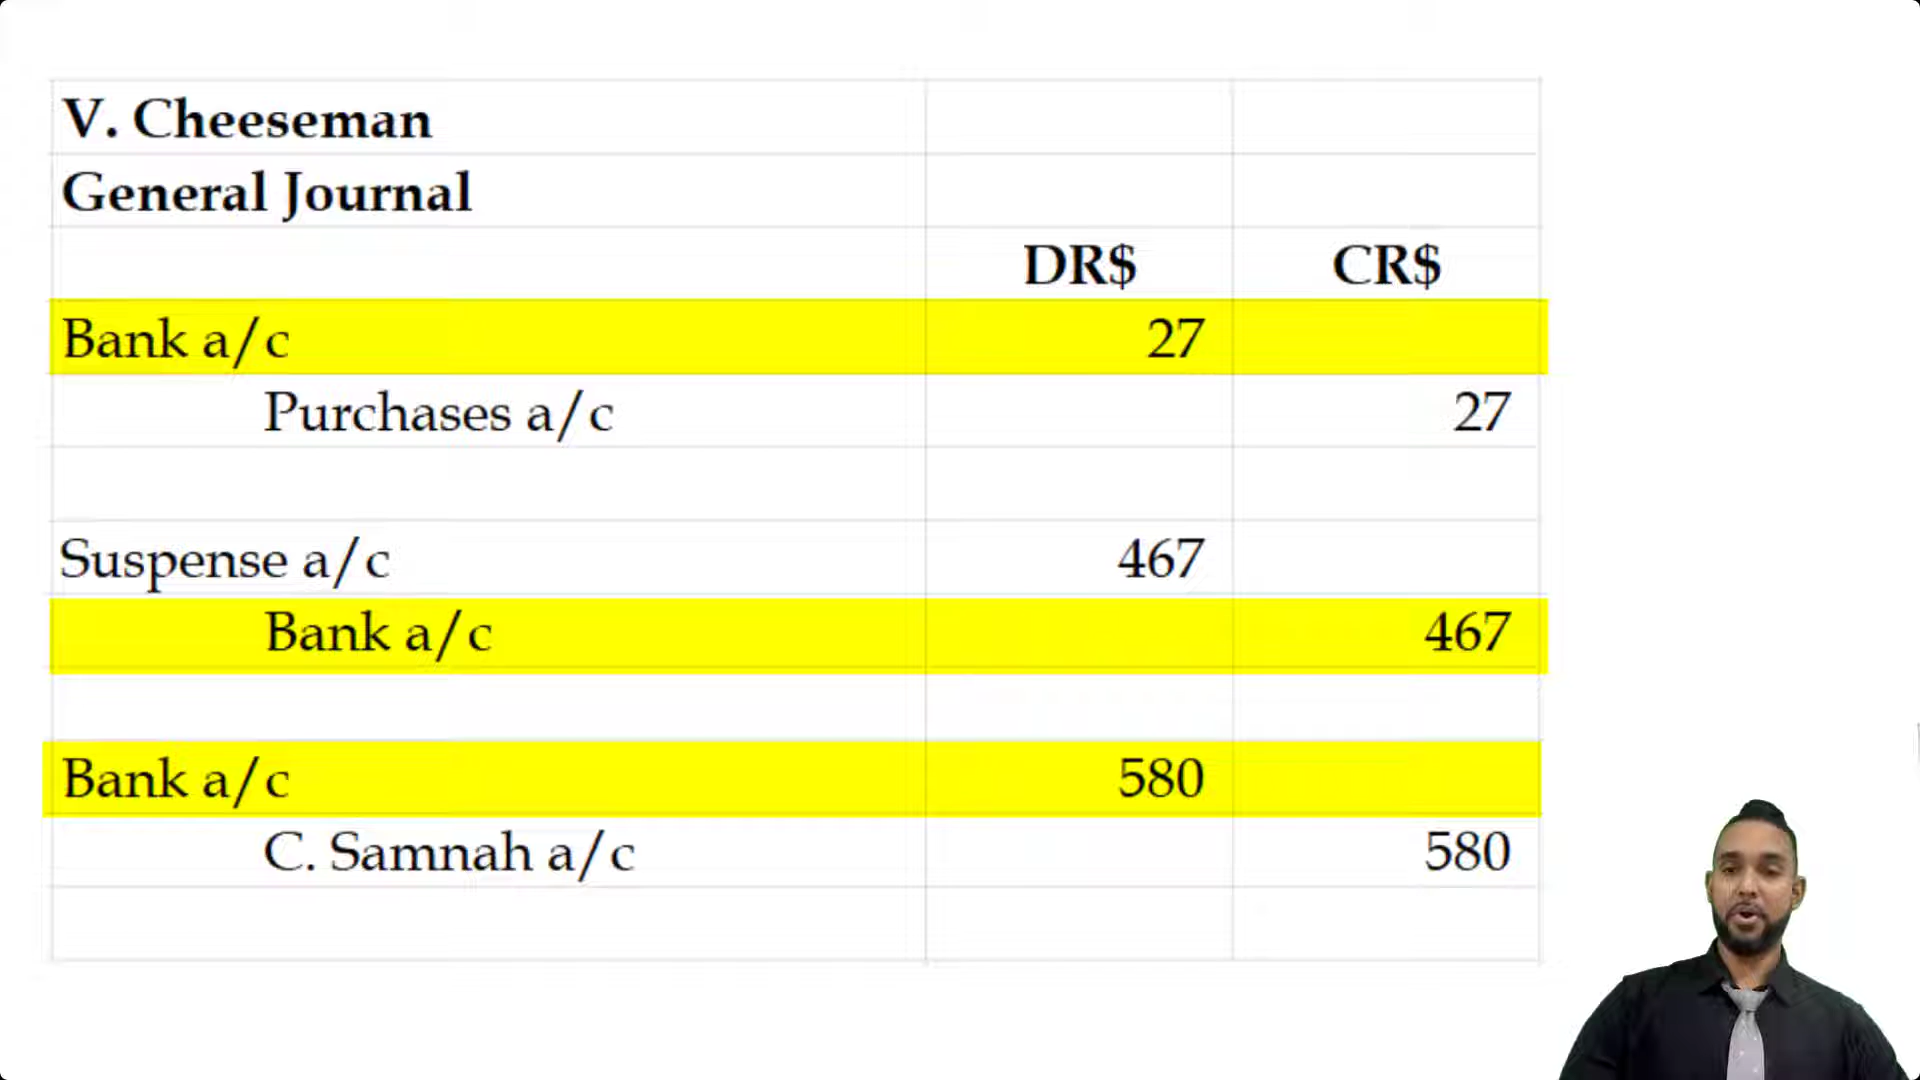 V. Cheeseman
General Journal
DR$ CR$
Bank a/c 27
Purchases a/c 27
Suspense a/c 467
Bank a/c 467
Bank a/c 580
C. Samnah a/c 580